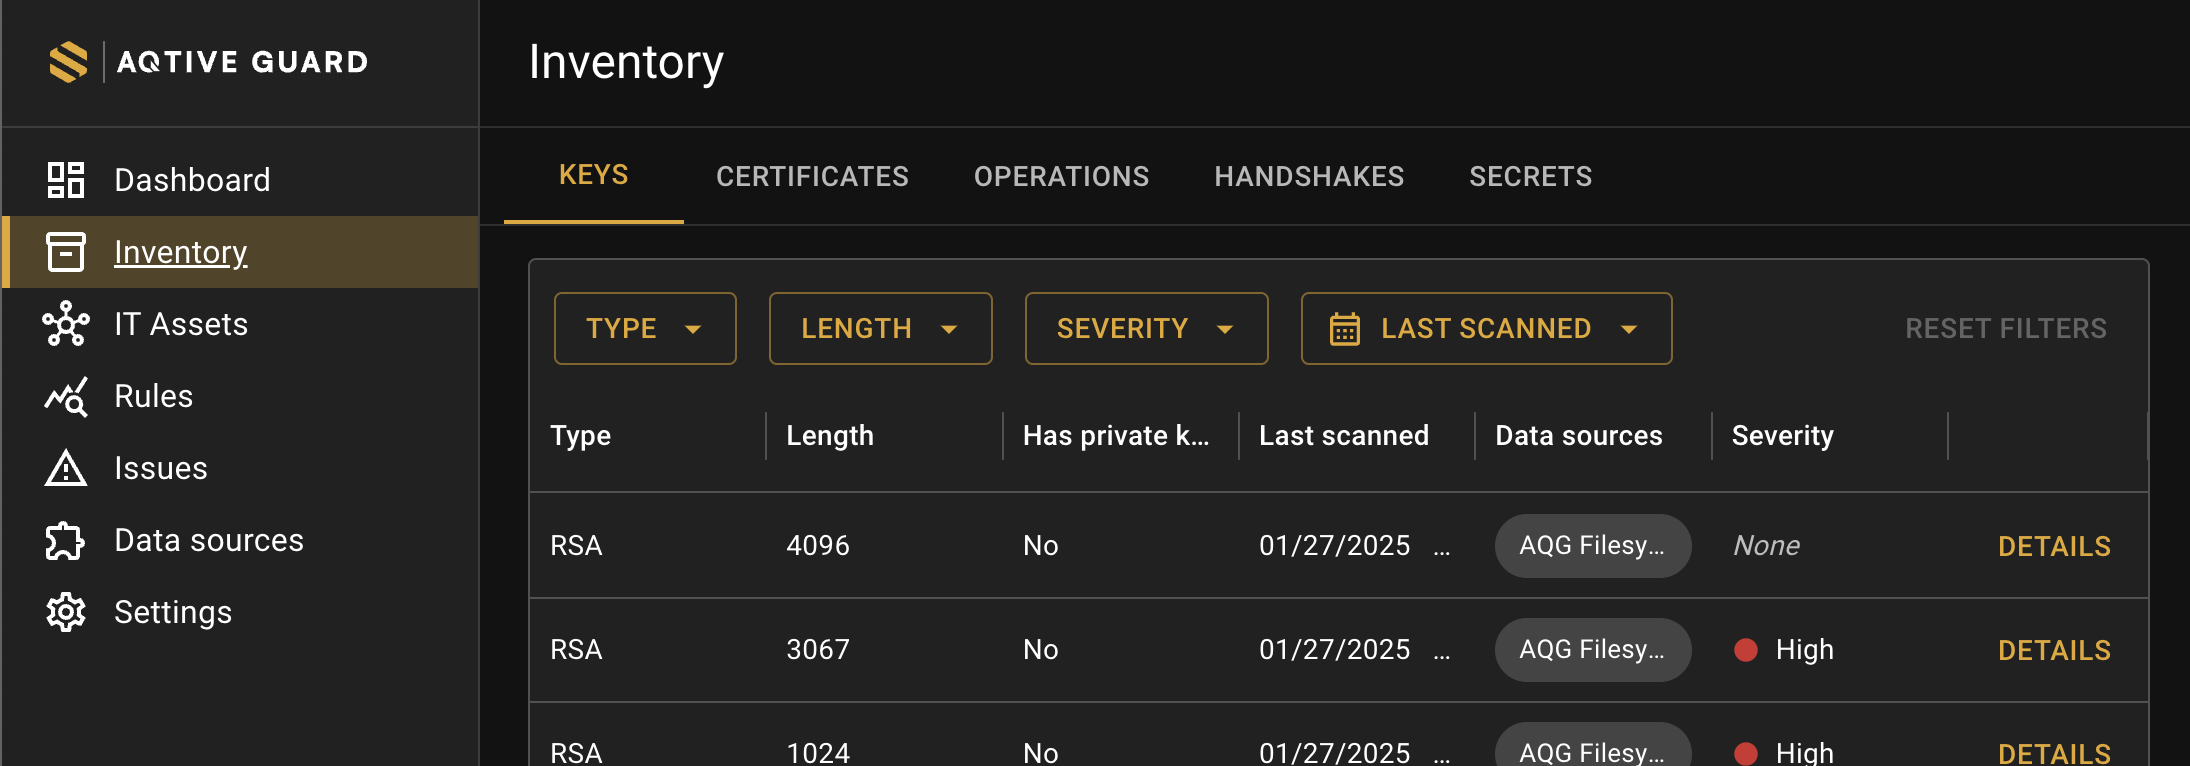 AQTIVE GUARD
Dashboard
Inventory
IT Assets
Rules
Issues
Data sources
Settings
Inventory
KEYS CERTIFICATES OPERATIONS HANDSHAKES SECRETS
TYPE LENGTH SEVERITY LAST SCANNED RESET FILTERS
Type Length Has private k... Last scanned Data sources Severity
RSA 4096 No 01/27/2025 ... AQG Filesy... None DETAILS
RSA 3067 No 01/27/2025 ... AQG Filesy... High DETAILS
RSA 1024 No 01/27/2025 ... AQG Filesy... High DETAILS